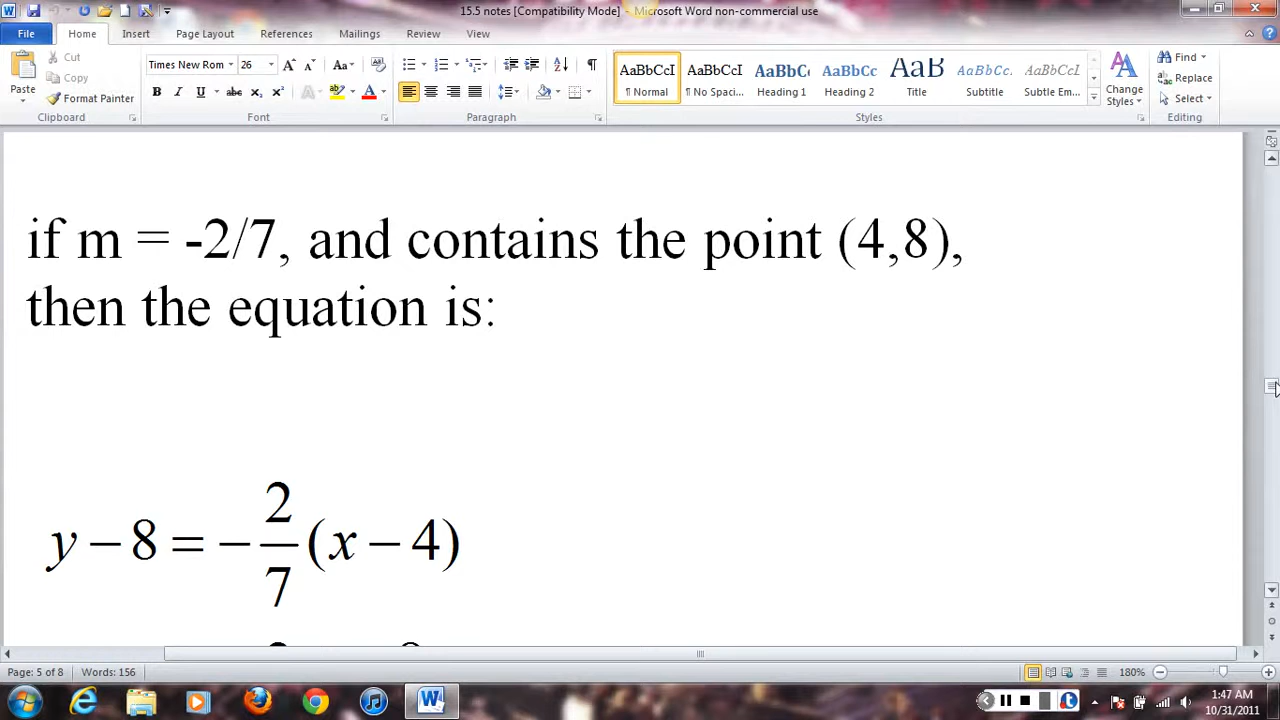 15.5 notes [Compatibility Mode] - Microsoft Word non-commercial use
File Home Insert Page Layout References Mailings Review View
Paste
Cut
Copy
Format Painter
Clipboard
Times New Rom 26
Aa
B I U abc x₂ x² A A
Font
Paragraph
AaBbCcI AaBbCcI AaBbCc AaBbCc AaB AaBbCc. AaBbCcI
¶ Normal ¶ No Spaci... Heading 1 Heading 2 Title Subtitle Subtle Em...
Change Styles
Styles
Find
Replace
Select
Editing
if m = -2/7, and contains the point (4,8),
then the equation is:
y − 8 = − 2/7 (x − 4)
Page: 5 of 8 Words: 156 180%
1:47 AM
10/31/2011